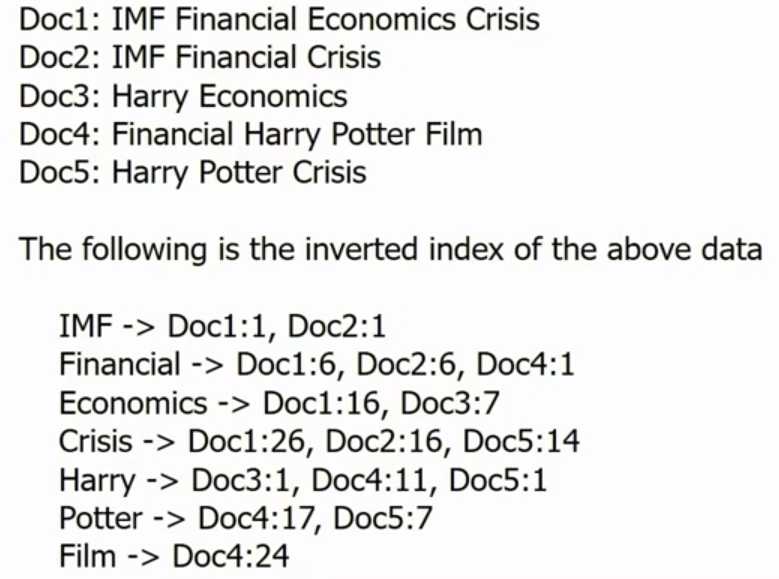 Doc1: IMF Financial Economics Crisis
Doc2: IMF Financial Crisis
Doc3: Harry Economics
Doc4: Financial Harry Potter Film
Doc5: Harry Potter Crisis
The following is the inverted index of the above data
IMF -> Doc1:1, Doc2:1
Financial -> Doc1:6, Doc2:6, Doc4:1
Economics -> Doc1:16, Doc3:7
Crisis -> Doc1:26, Doc2:16, Doc5:14
Harry -> Doc3:1, Doc4:11, Doc5:1
Potter -> Doc4:17, Doc5:7
Film -> Doc4:24